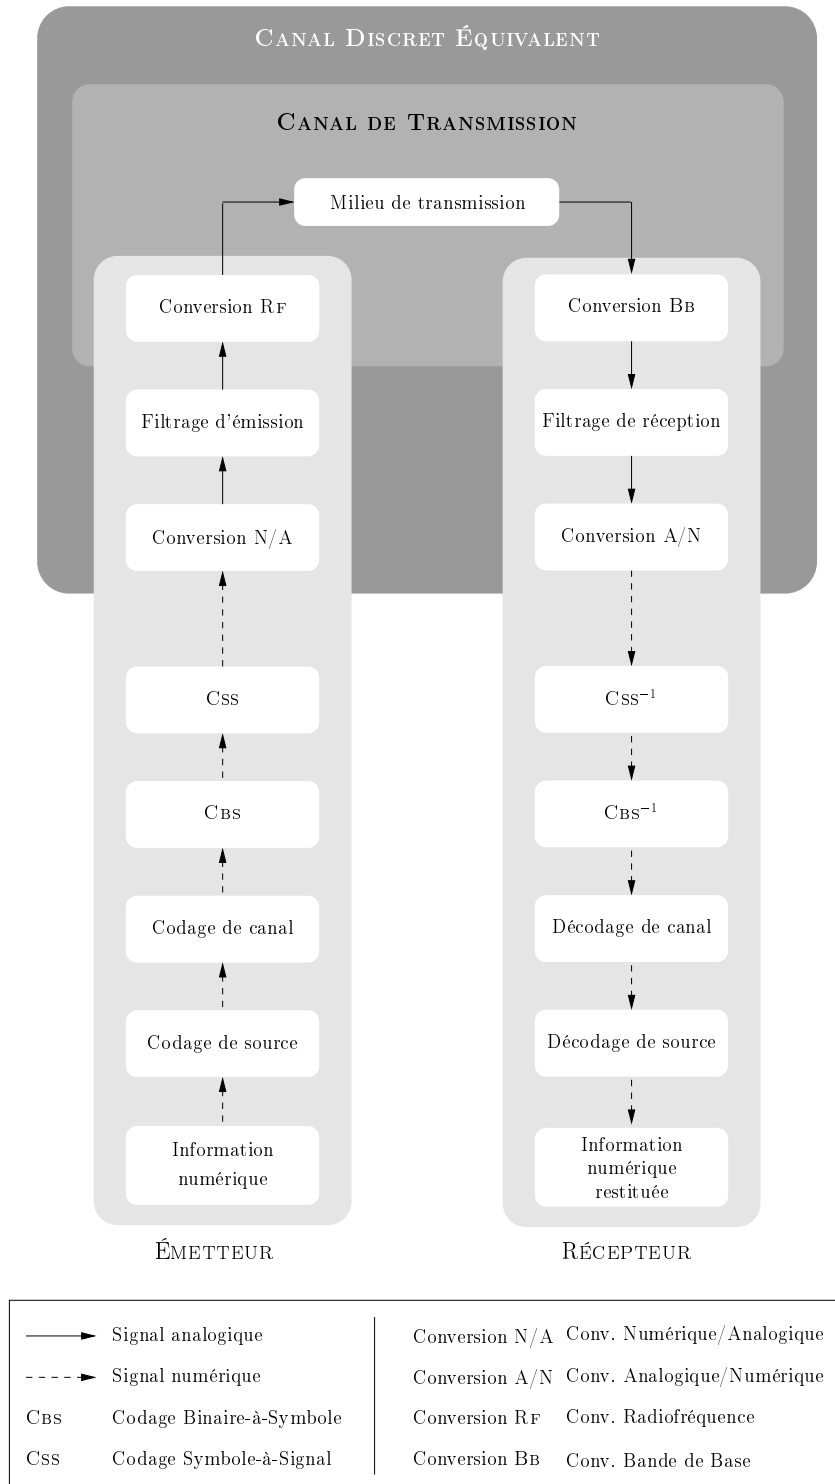 CANAL DISCRET ÉQUIVALENT
CANAL DE TRANSMISSION
Milieu de transmission
Conversion RF
Filtrage d'émission
Conversion N/A
CSS
CBS
Codage de canal
Codage de source
Information
numérique
ÉMETTEUR
Conversion BB
Filtrage de réception
Conversion A/N
CSS⁻¹
CBS⁻¹
Décodage de canal
Décodage de source
Information
numérique
restituée
RÉCEPTEUR
Signal analogique
Signal numérique
CBS Codage Binaire-à-Symbole
CSS Codage Symbole-à-Signal
Conversion N/A Conv. Numérique/Analogique
Conversion A/N Conv. Analogique/Numérique
Conversion RF Conv. Radiofréquence
Conversion BB Conv. Bande de Base